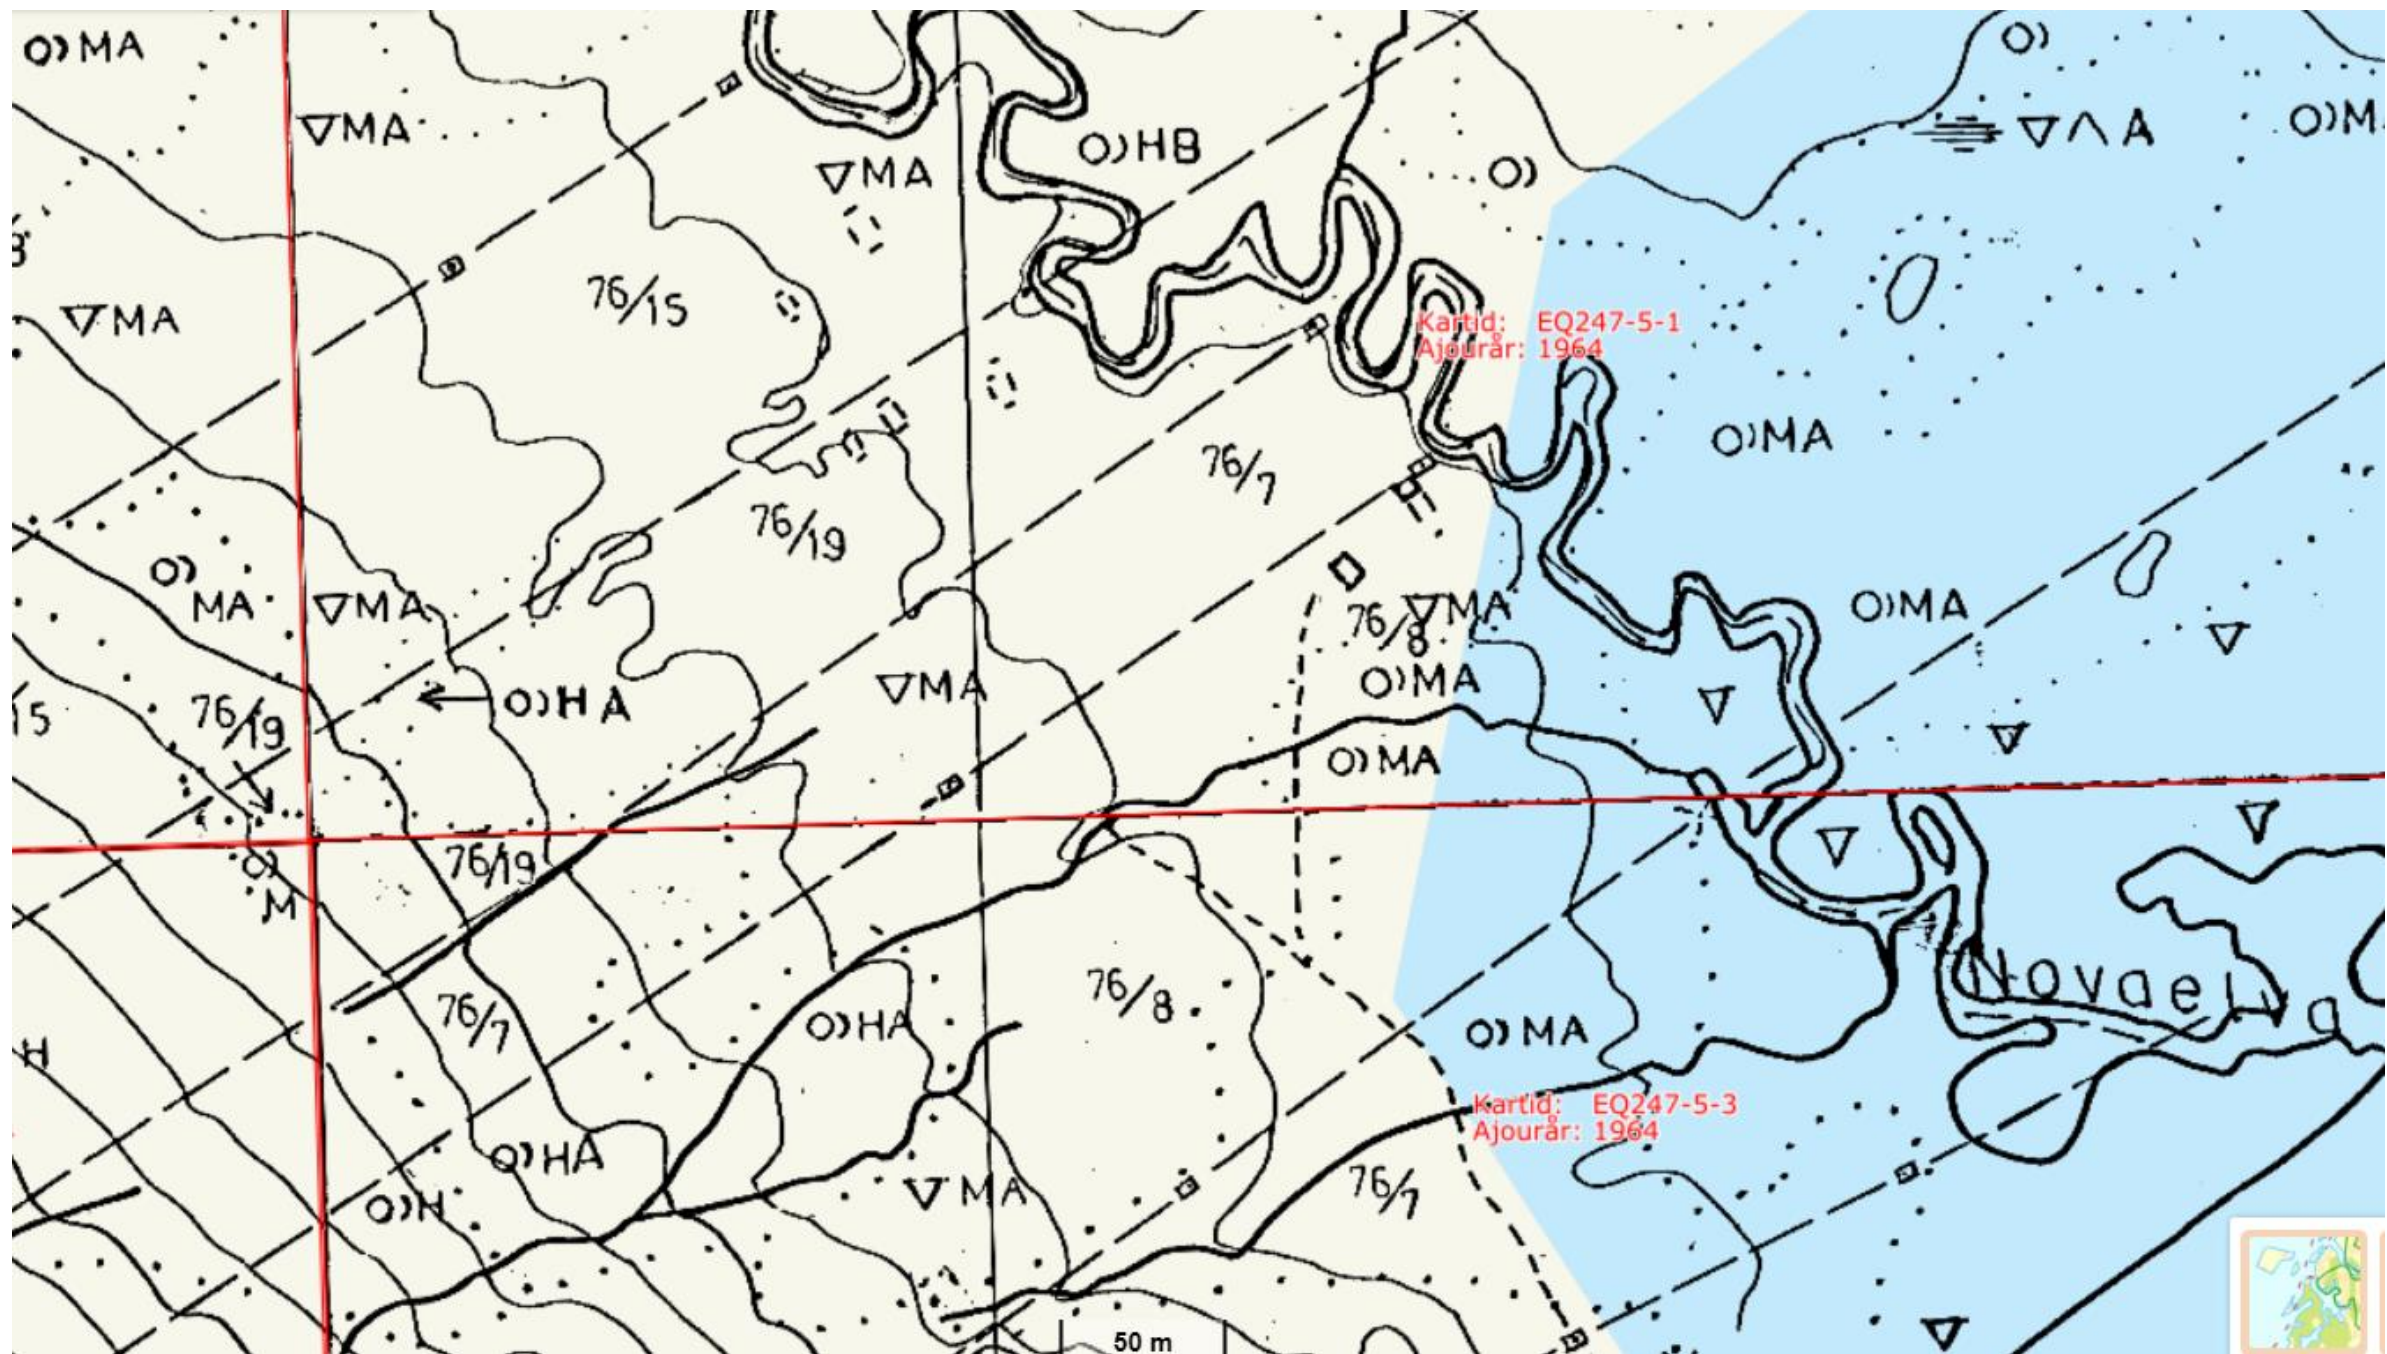 O)MA
▽MA
O)HB
▽MA
O)
O)
▽ΛA
O)M
▽MA
76/15
Kartid: EQ247-5-1
Ajourår: 1964
O)MA
76/7
76/19
O)
MA
▽MA
76/8
▽MA
O)MA
O)MA
▽MA
O)HA
76/19
15
O)MA
76/19
O)
M
76/7
O)HA
76/8
Novaelva
O)MA
H
Kartid: EQ247-5-3
Ajourår: 1964
O)HA
O)H
▽MA
76/7
50 m